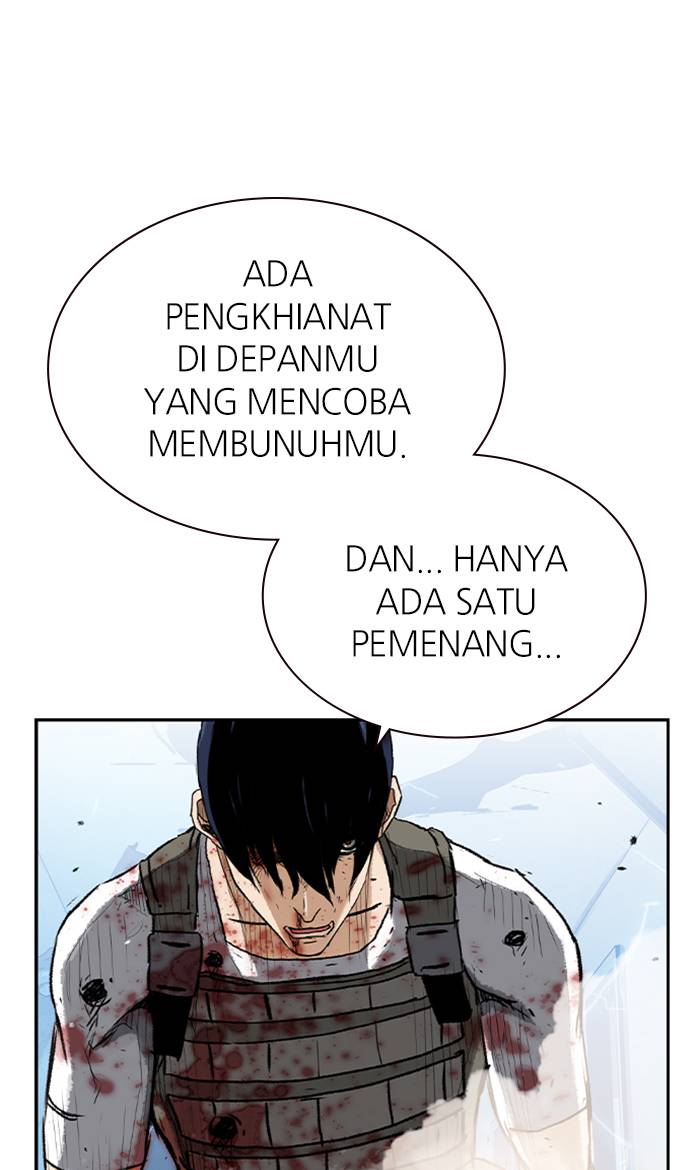 ADA
PENGKHIANAT
DI DEPANMU
YANG MENCOBA
MEMBUNUHMU.
DAN... HANYA
ADA SATU
PEMENANG...